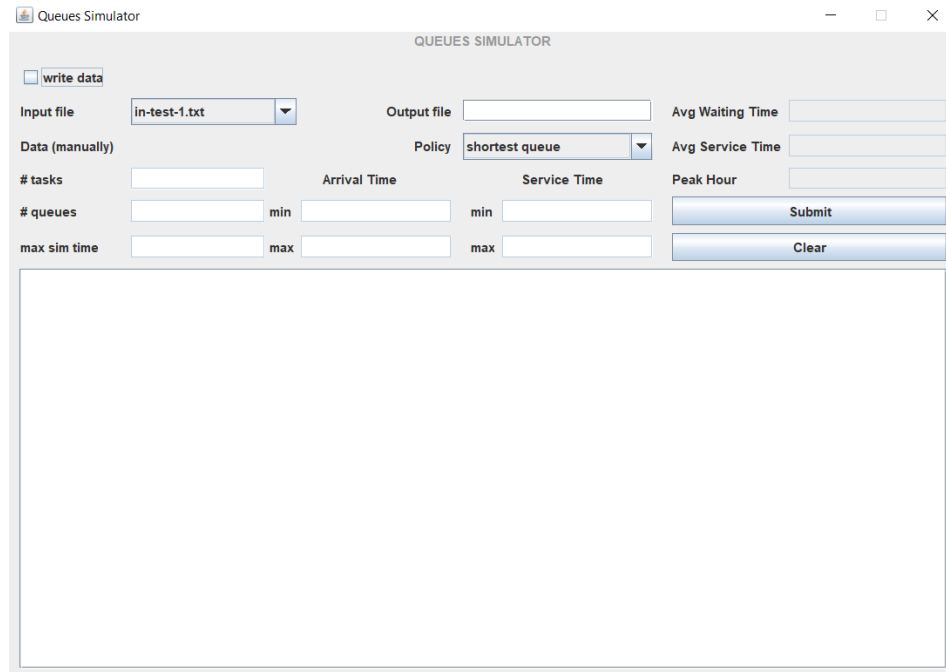 Queues Simulator
QUEUES SIMULATOR
write data
Input file in-test-1.txt Output file Avg Waiting Time
Data (manually) Policy shortest queue Avg Service Time
# tasks Arrival Time Service Time Peak Hour
# queues min min Submit
max sim time max max Clear